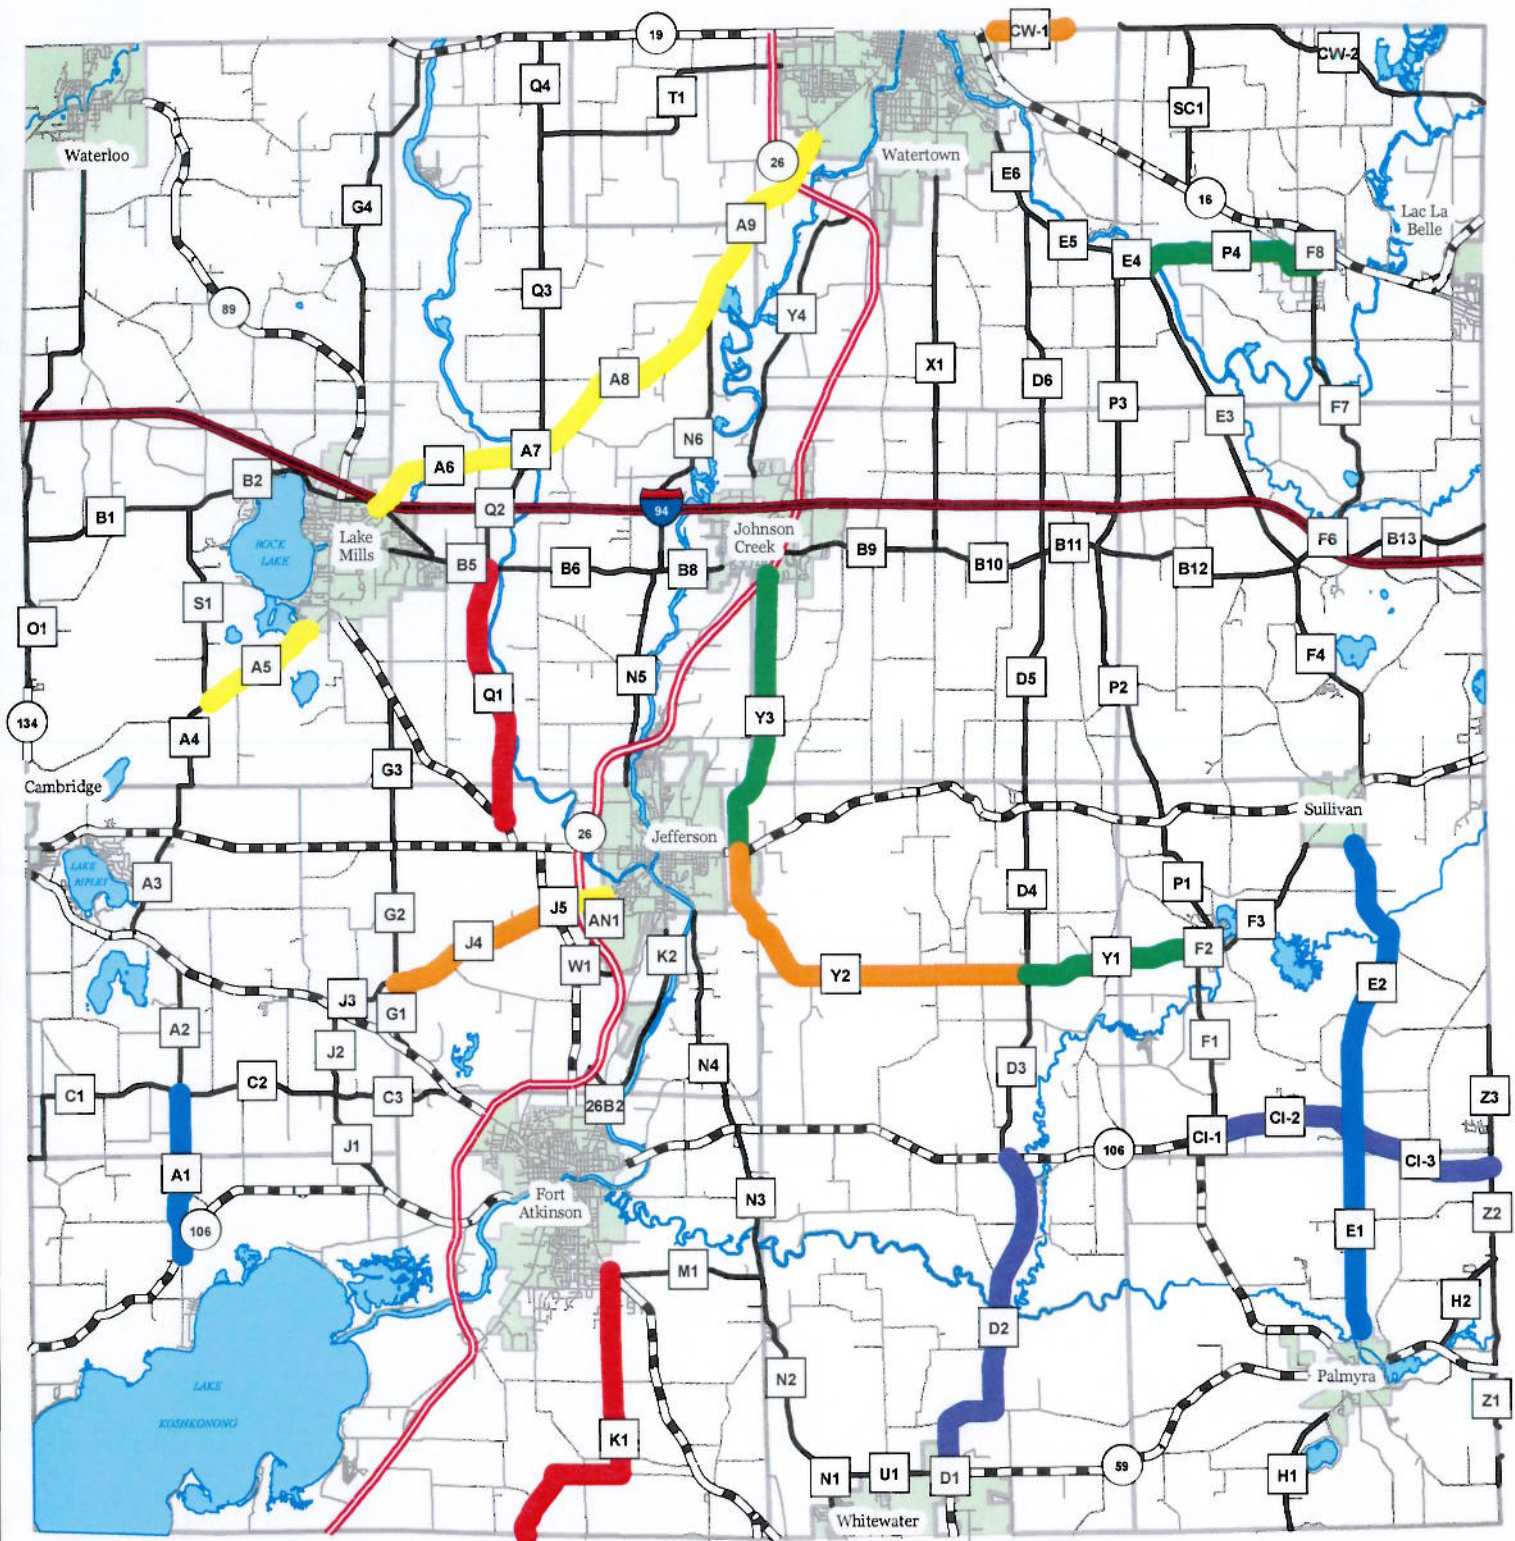 19
CW-1
CW-2
Q4
T1
SC1
Waterloo
26
Watertown
E6
16
G4
A9
Lac La
Belle
E5
E4
P4
F8
Q3
89
Y4
X1
D6
A8
P3
E3
F7
N6
A7
A6
B2
Q2
94
B1
Lake
Mills
Johnson
Creek
ROCK
LAKE
B5
B6
B8
B9
B10
B11
B12
F6
B13
S1
O1
A5
N5
D5
F4
P2
Q1
134
Y3
A4
G3
Cambridge
Sullivan
26
Jefferson
LAKE
RIPLEY
A3
P1
D4
G2
J5
AN1
F3
J4
F2
Y1
K2
W1
Y2
E2
J3
G1
A2
F1
J2
N4
D3
C2
C1
C3
26B2
Z3
CI-1
CI-2
J1
106
CI-3
A1
N3
Fort
Atkinson
Z2
106
E1
M1
H2
D2
LAKE
KOSHKONONG
N2
Palmyra
Z1
K1
59
N1
U1
D1
H1
Whitewater